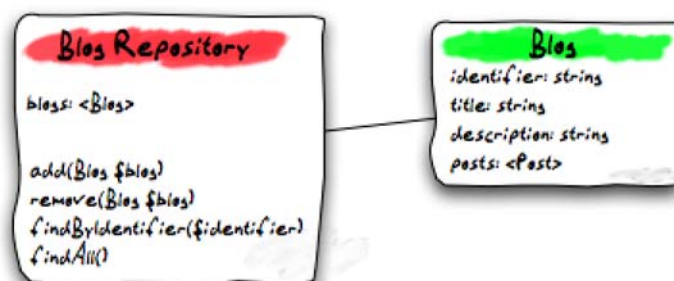 Blog Repository
blogs: <Blog>
add(Blog $blog)
remove(Blog $blog)
findByIdentifier($identifier)
findAll()
Blog
identifier: string
title: string
description: string
posts: <Post>